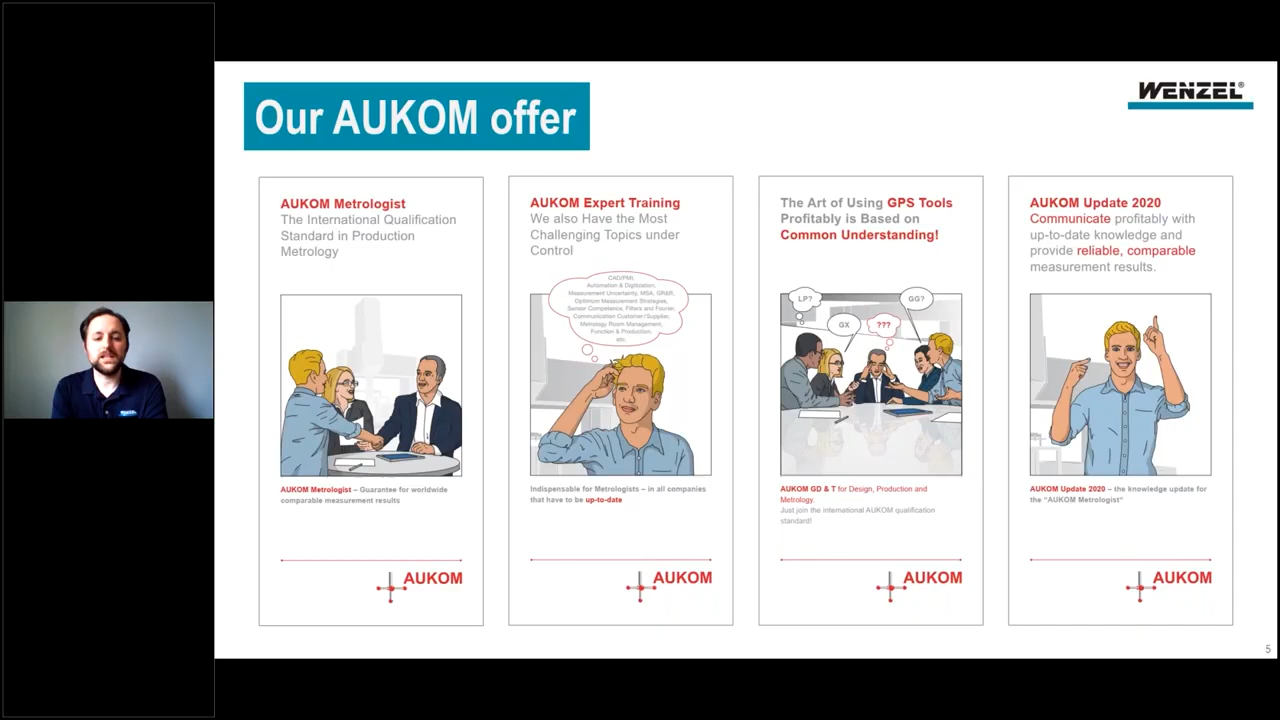 Our AUKOM offer
WENZEL®
AUKOM Metrologist
The International Qualification
Standard in Production
Metrology
AUKOM Metrologist – Guarantee for worldwide
comparable measurement results
AUKOM
AUKOM Expert Training
We also Have the Most
Challenging Topics under
Control
CAD/PMI,
Automation & Digitization,
Measurement Uncertainty, MSA, GR&R,
Optimum Measurement Strategies,
Sensor Competence, Filters and Fourier,
Communication Customer/Supplier,
Metrology Room Management,
Function & Production,
etc.
Indispensable for Metrologists – in all companies
that have to be up-to-date
AUKOM
The Art of Using GPS Tools
Profitably is Based on
Common Understanding!
LP?
GX
???
GG?
AUKOM GD & T for Design, Production and
Metrology.
Just join the international AUKOM qualification
standard!
AUKOM
AUKOM Update 2020
Communicate profitably with
up-to-date knowledge and
provide reliable, comparable
measurement results.
AUKOM Update 2020 – the knowledge update for
the “AUKOM Metrologist“
AUKOM
5